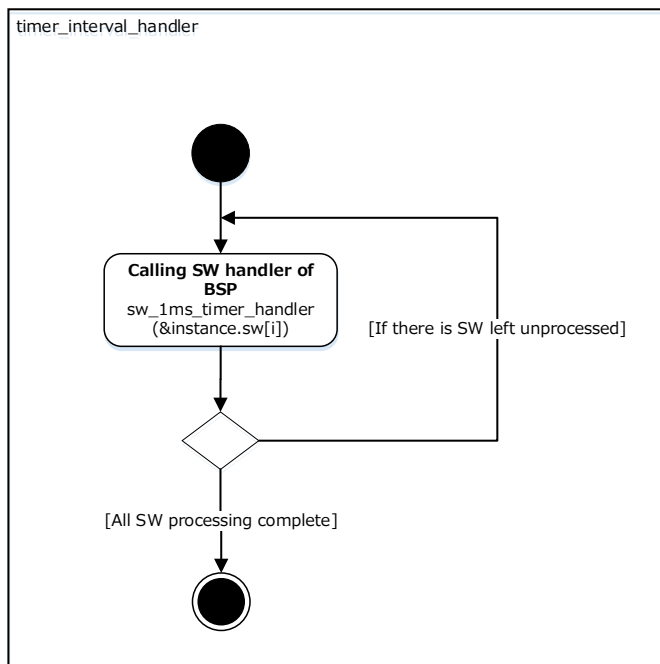 timer_interval_handler
Calling SW handler of
BSP
sw_1ms_timer_handler
(&instance.sw[i])
[If there is SW left unprocessed]
[All SW processing complete]